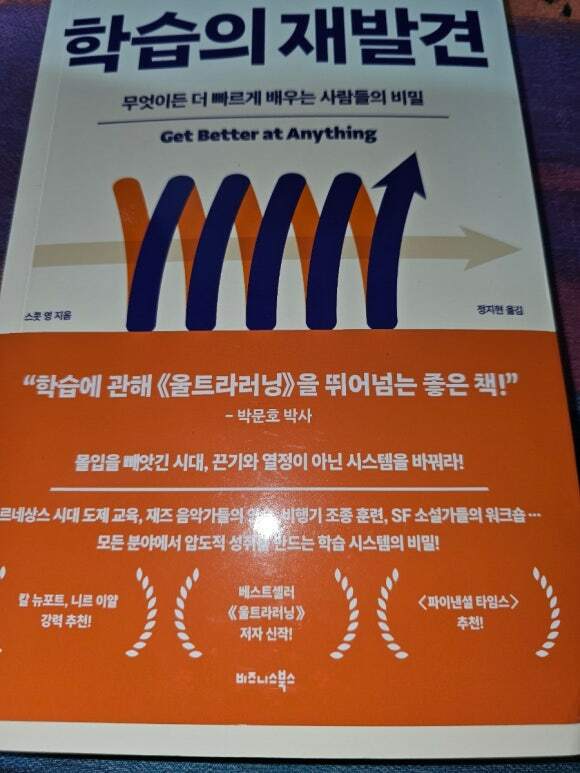 학습의 재발견
무엇이든 더 빠르게 배우는 사람들의 비밀
Get Better at Anything
스콧 영 지음
정지현 옮김
“학습에 관해 《울트라러닝》을 뛰어넘는 좋은 책!”
- 박문호 박사
몰입을 빼앗긴 시대, 끈기와 열정이 아닌 시스템을 바꿔라!
르네상스 시대 도제 교육, 재즈 음악가들의 비행기 조종 훈련, SF 소설가들의 워크숍…
모든 분야에서 압도적 성취를 만드는 학습 시스템의 비밀!
칼 뉴포트, 니르 이얄
강력 추천!
베스트셀러
《울트라러닝》
저자 신작!
〈파이낸셜 타임스〉
추천!
비즈니스북스